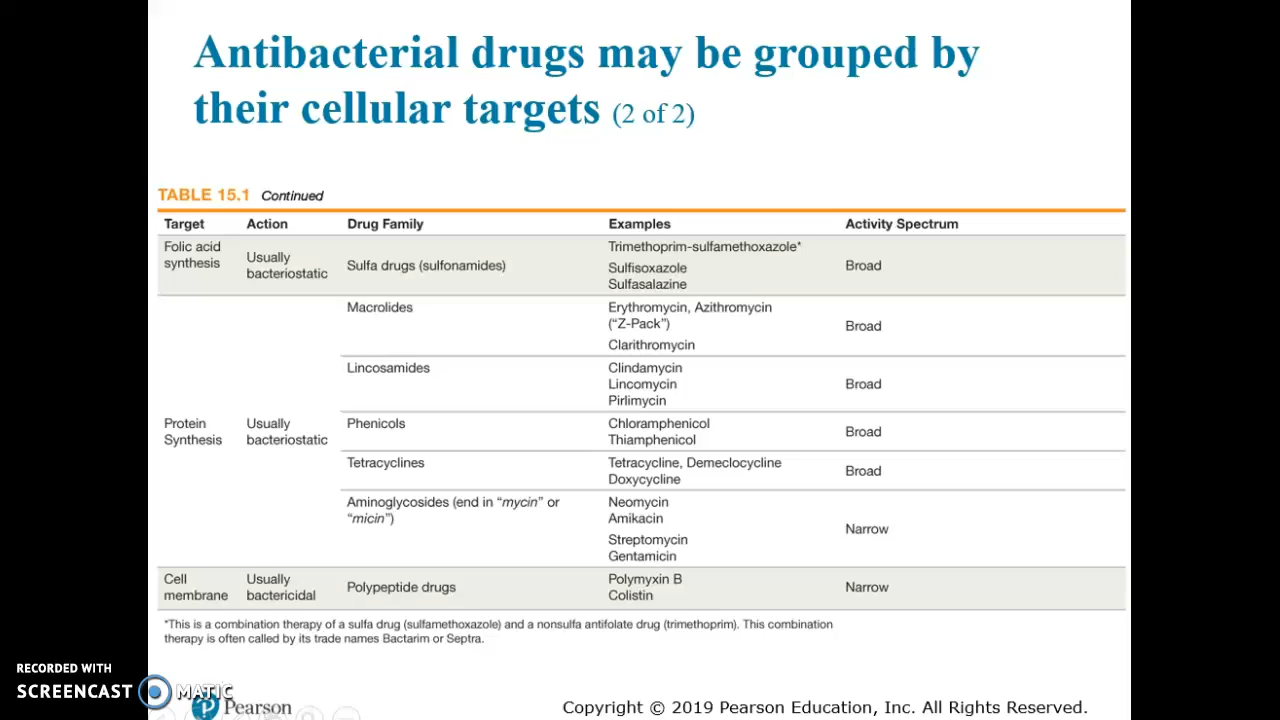 Antibacterial drugs may be grouped by
their cellular targets (2 of 2)
TABLE 15.1 Continued
Target Action Drug Family Examples Activity Spectrum
Folic acid
synthesis
Usually
bacteriostatic
Sulfa drugs (sulfonamides)
Trimethoprim-sulfamethoxazole*
Sulfisoxazole
Sulfasalazine
Broad
Protein
Synthesis
Usually
bacteriostatic
Macrolides
Erythromycin, Azithromycin
(“Z-Pack”)
Clarithromycin
Broad
Lincosamides
Clindamycin
Lincomycin
Pirlimycin
Broad
Phenicols
Chloramphenicol
Thiamphenicol
Broad
Tetracyclines
Tetracycline, Demeclocycline
Doxycycline
Broad
Aminoglycosides (end in “mycin” or
“micin”)
Neomycin
Amikacin
Streptomycin
Gentamicin
Narrow
Cell
membrane
Usually
bactericidal
Polypeptide drugs
Polymyxin B
Colistin
Narrow
*This is a combination therapy of a sulfa drug (sulfamethoxazole) and a nonsulfa antifolate drug (trimethoprim). This combination
therapy is often called by its trade names Bactarim or Septra.
RECORDED WITH
SCREENCAST MATIC
Pearson
Copyright © 2019 Pearson Education, Inc. All Rights Reserved.